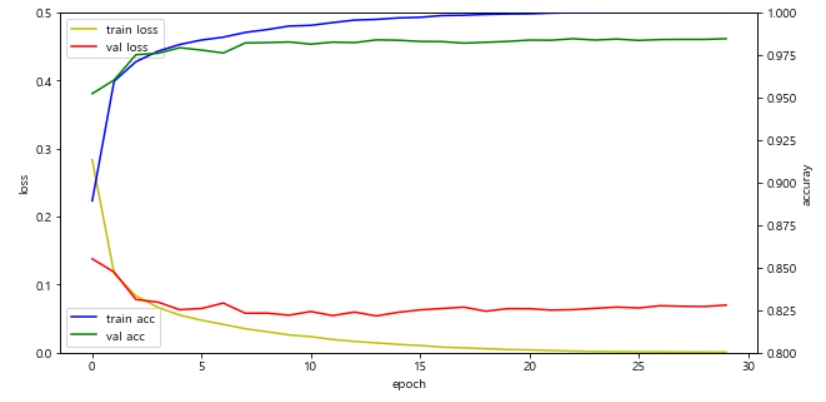 train loss
val loss
train acc
val acc
0.5
0.4
0.3
0.2
0.1
0.0
loss
1.000
0.975
0.950
0.925
0.900
0.875
0.850
0.825
0.800
accuray
0 5 10 15 20 25 30
epoch